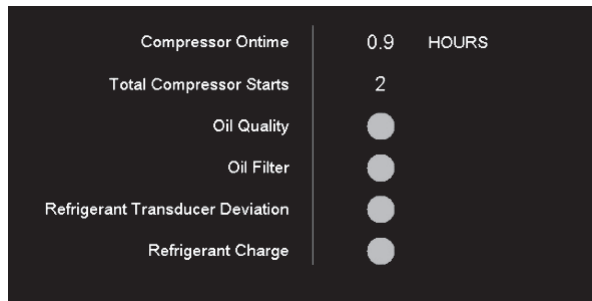 Compressor Ontime 0.9 HOURS
Total Compressor Starts 2
Oil Quality
Oil Filter
Refrigerant Transducer Deviation
Refrigerant Charge